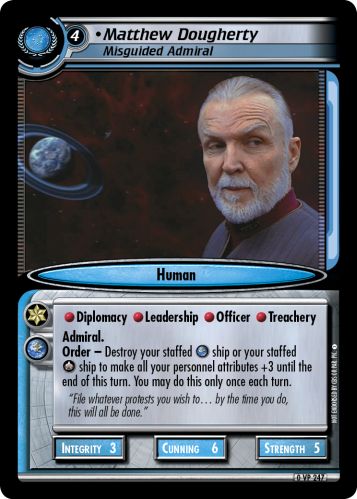 4
•Matthew Dougherty
Misguided Admiral
Human
Diplomacy Leadership Officer Treachery
Admiral.
Order – Destroy your staffed ship or your staffed
ship to make all your personnel attributes +3 until the
end of this turn. You may do this only once each turn.
"File whatever protests you wish to… by the time you do,
this will all be done."
INTEGRITY 3
CUNNING 6
STRENGTH 5
0 VP 247